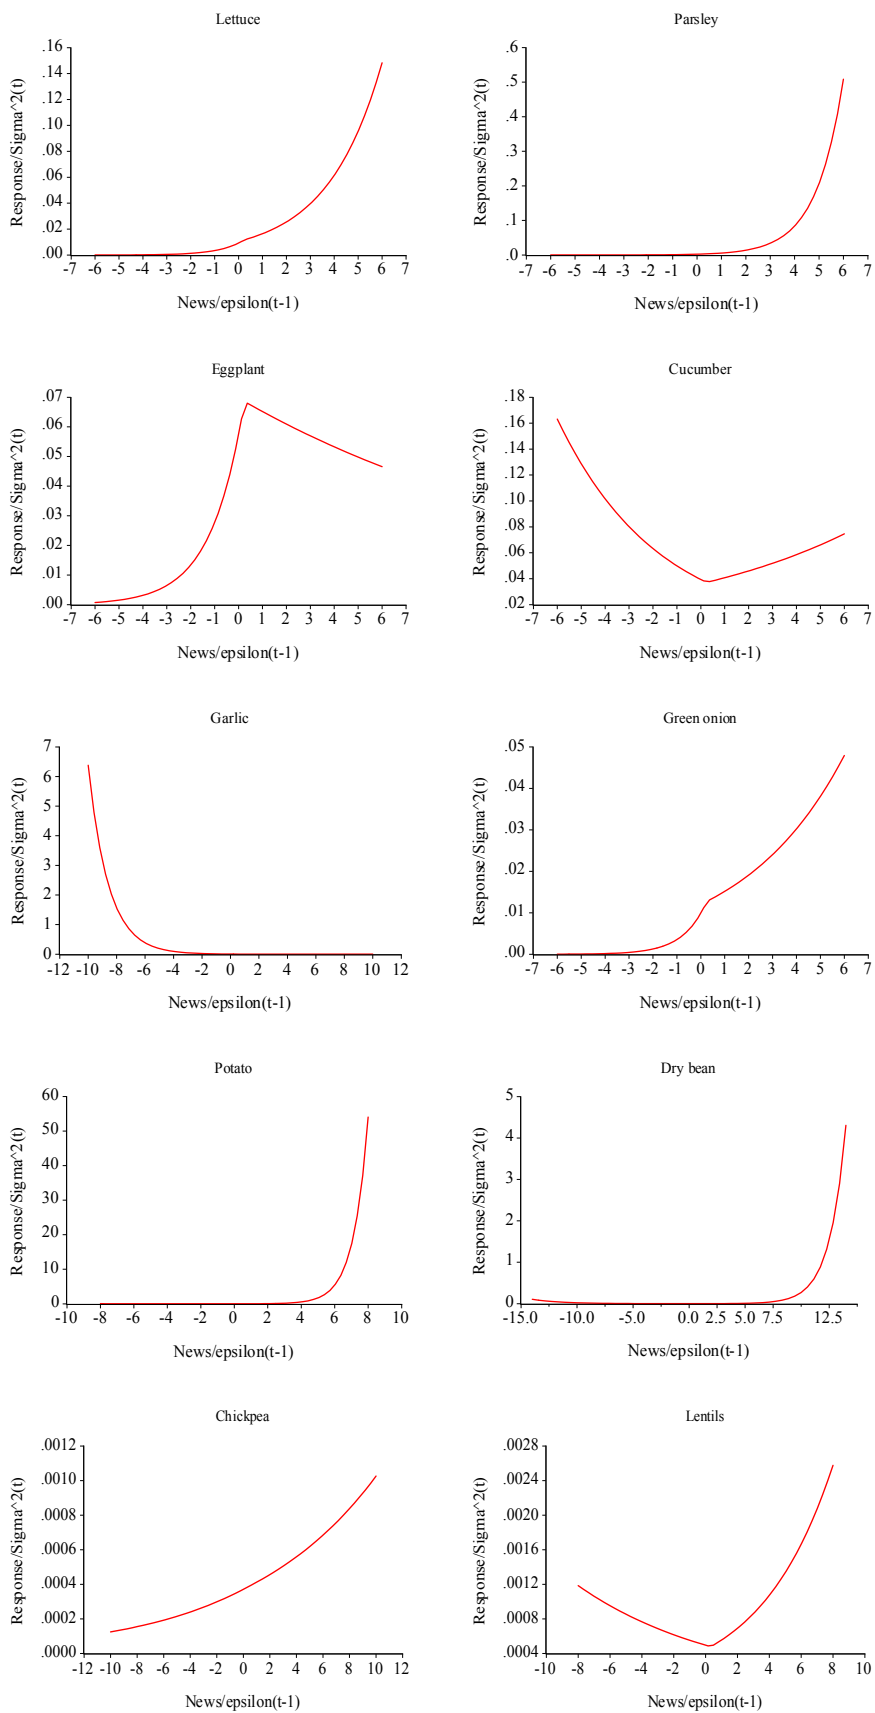 Lettuce
Response/Sigma^2(t)
.16
.14
.12
.10
.08
.06
.04
.02
.00
-7 -6 -5 -4 -3 -2 -1 0 1 2 3 4 5 6 7
News/epsilon(t-1)
Parsley
Response/Sigma^2(t)
.6
.5
.4
.3
.2
.1
.0
-7 -6 -5 -4 -3 -2 -1 0 1 2 3 4 5 6 7
News/epsilon(t-1)
Eggplant
Response/Sigma^2(t)
.07
.06
.05
.04
.03
.02
.01
.00
-7 -6 -5 -4 -3 -2 -1 0 1 2 3 4 5 6 7
News/epsilon(t-1)
Cucumber
Response/Sigma^2(t)
.18
.16
.14
.12
.10
.08
.06
.04
.02
-7 -6 -5 -4 -3 -2 -1 0 1 2 3 4 5 6 7
News/epsilon(t-1)
Garlic
Response/Sigma^2(t)
7
6
5
4
3
2
1
0
-12 -10 -8 -6 -4 -2 0 2 4 6 8 10 12
News/epsilon(t-1)
Green onion
Response/Sigma^2(t)
.05
.04
.03
.02
.01
.00
-7 -6 -5 -4 -3 -2 -1 0 1 2 3 4 5 6 7
News/epsilon(t-1)
Potato
Response/Sigma^2(t)
60
50
40
30
20
10
0
-10 -8 -6 -4 -2 0 2 4 6 8 10
News/epsilon(t-1)
Dry bean
Response/Sigma^2(t)
5
4
3
2
1
0
-15.0 -10.0 -5.0 0.0 2.5 5.0 7.5 12.5
News/epsilon(t-1)
Chickpea
Response/Sigma^2(t)
.0012
.0010
.0008
.0006
.0004
.0002
.0000
-12 -10 -8 -6 -4 -2 0 2 4 6 8 10 12
News/epsilon(t-1)
Lentils
Response/Sigma^2(t)
.0028
.0024
.0020
.0016
.0012
.0008
.0004
-10 -8 -6 -4 -2 0 2 4 6 8 10
News/epsilon(t-1)